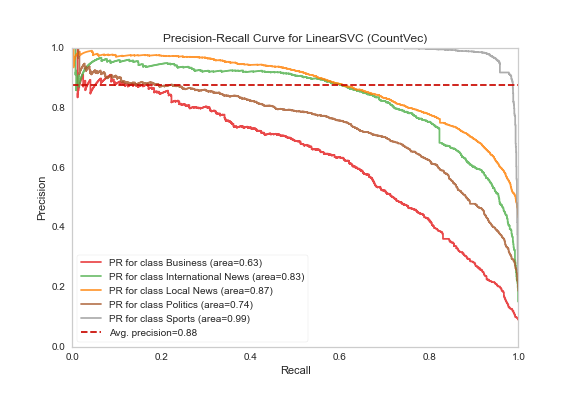 Precision-Recall Curve for LinearSVC (CountVec)
1.0
0.8
0.6
0.4
0.2
0.0
Precision
PR for class Business (area=0.63)
PR for class International News (area=0.83)
PR for class Local News (area=0.87)
PR for class Politics (area=0.74)
PR for class Sports (area=0.99)
Avg. precision=0.88
0.0 0.2 0.4 0.6 0.8 1.0
Recall